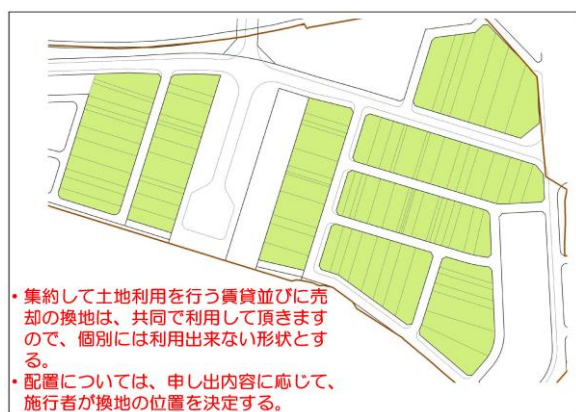 • 集約して土地利用を行う賃貸並びに売
却の換地は、共同で利用して頂きます
ので、個別には利用出来ない形状とす
る。
• 配置については、申し出内容に応じて、
施行者が換地の位置を決定する。